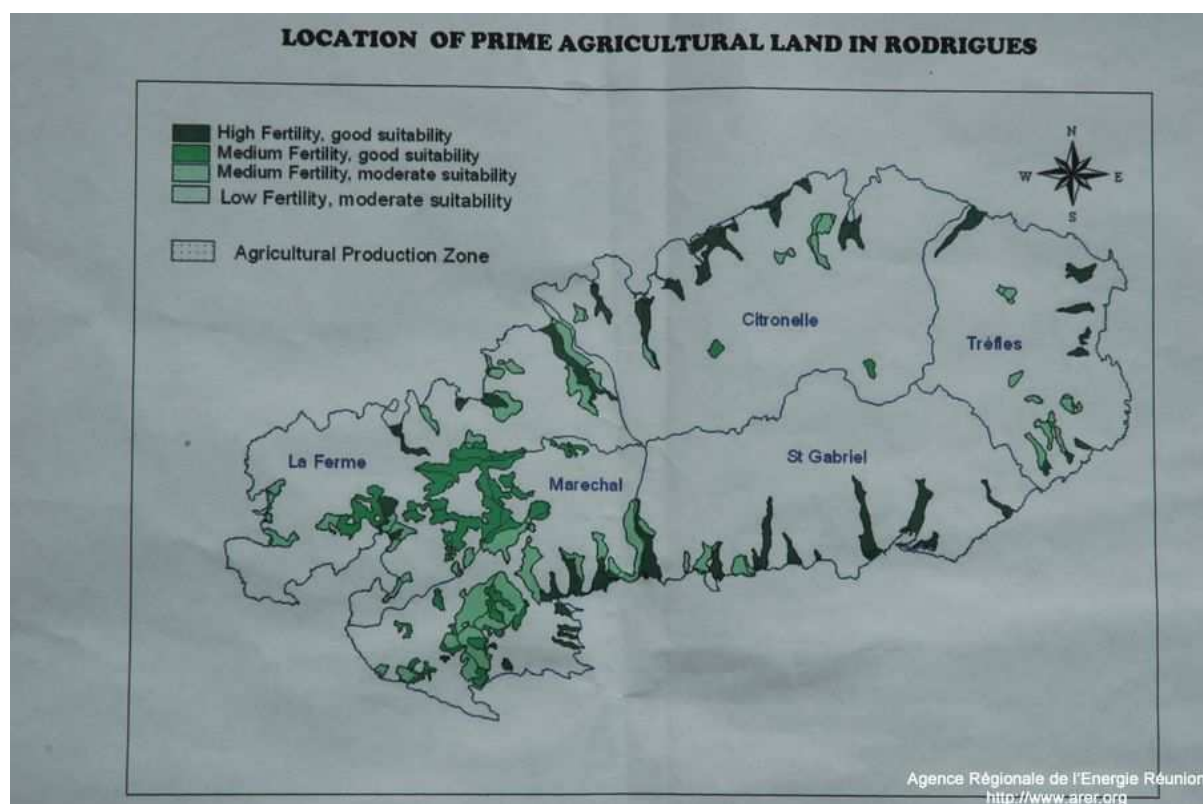 LOCATION OF PRIME AGRICULTURAL LAND IN RODRIGUES
High Fertility, good suitability
Medium Fertility, good suitability
Medium Fertility, moderate suitability
Low Fertility, moderate suitability
Agricultural Production Zone
N
W
E
S
Citronelle
Tréfles
La Ferme
Marechal
St Gabriel
Agence Régionale de l'Energie Réunion
http://www.arer.org